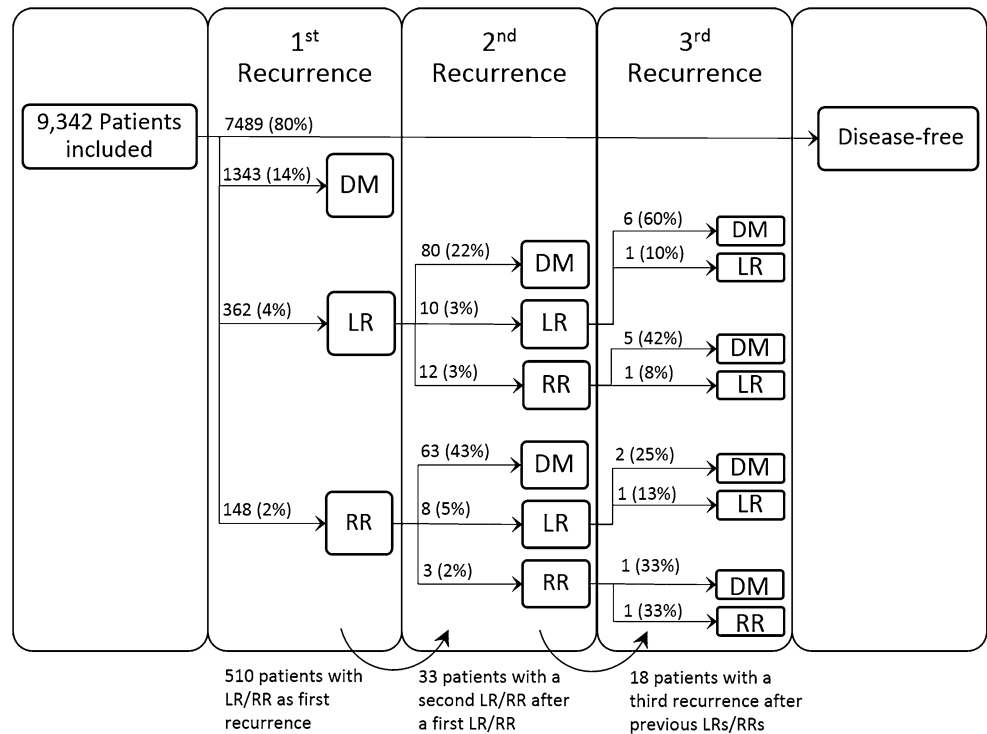 1st
Recurrence
2nd
Recurrence
3rd
Recurrence
9,342 Patients
included
7489 (80%)
Disease-free
1343 (14%)
DM
362 (4%)
LR
148 (2%)
RR
80 (22%)
DM
10 (3%)
LR
12 (3%)
RR
63 (43%)
DM
8 (5%)
LR
3 (2%)
RR
6 (60%)
DM
1 (10%)
LR
5 (42%)
DM
1 (8%)
LR
2 (25%)
DM
1 (13%)
LR
1 (33%)
DM
1 (33%)
RR
510 patients with
LR/RR as first
recurrence
33 patients with a
second LR/RR after
a first LR/RR
18 patients with a
third recurrence after
previous LRs/RRs